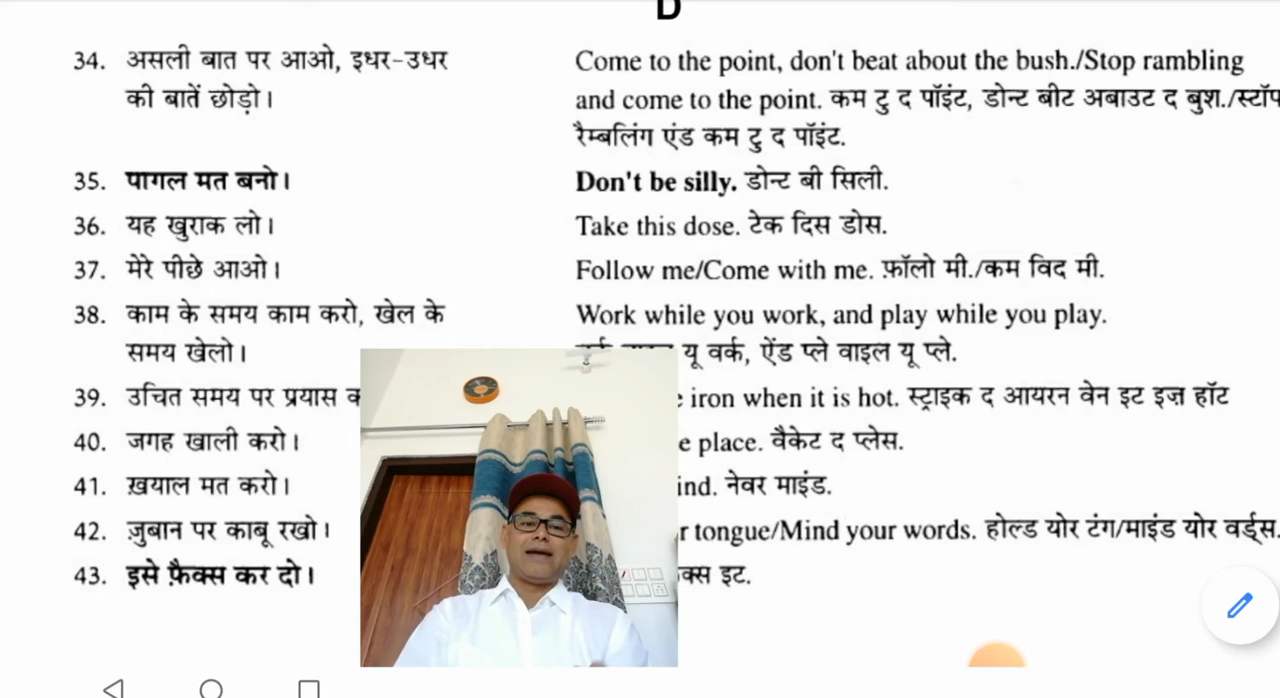 D
34. असली बात पर आओ, इधर-उधर Come to the point, don't beat about the bush./Stop rambling
की बातें छोड़ो। and come to the point. कम टु द पॉइंट, डोन्ट बीट अबाउट द बुश./स्टॉप
रैम्बलिंग एंड कम टु द पॉइंट.
35. पागल मत बनो। Don't be silly. डोन्ट बी सिली.
36. यह खुराक लो। Take this dose. टेक दिस डोस.
37. मेरे पीछे आओ। Follow me/Come with me. फ़ॉलो मी./कम विद मी.
38. काम के समय काम करो, खेल के Work while you work, and play while you play.
समय खेलो। यू वर्क, ऐंड प्ले वाइल यू प्ले.
39. उचित समय पर प्रयास iron when it is hot. स्ट्राइक द आयरन वेन इट इज़ हॉट
40. जगह खाली करो। place. वैकेट द प्लेस.
41. ख़याल मत करो। ind. नेवर माइंड.
42. ज़ुबान पर काबू रखो। r tongue/Mind your words. होल्ड योर टंग/माइंड योर वर्ड्स.
43. इसे फ़ैक्स कर दो। क्स इट.